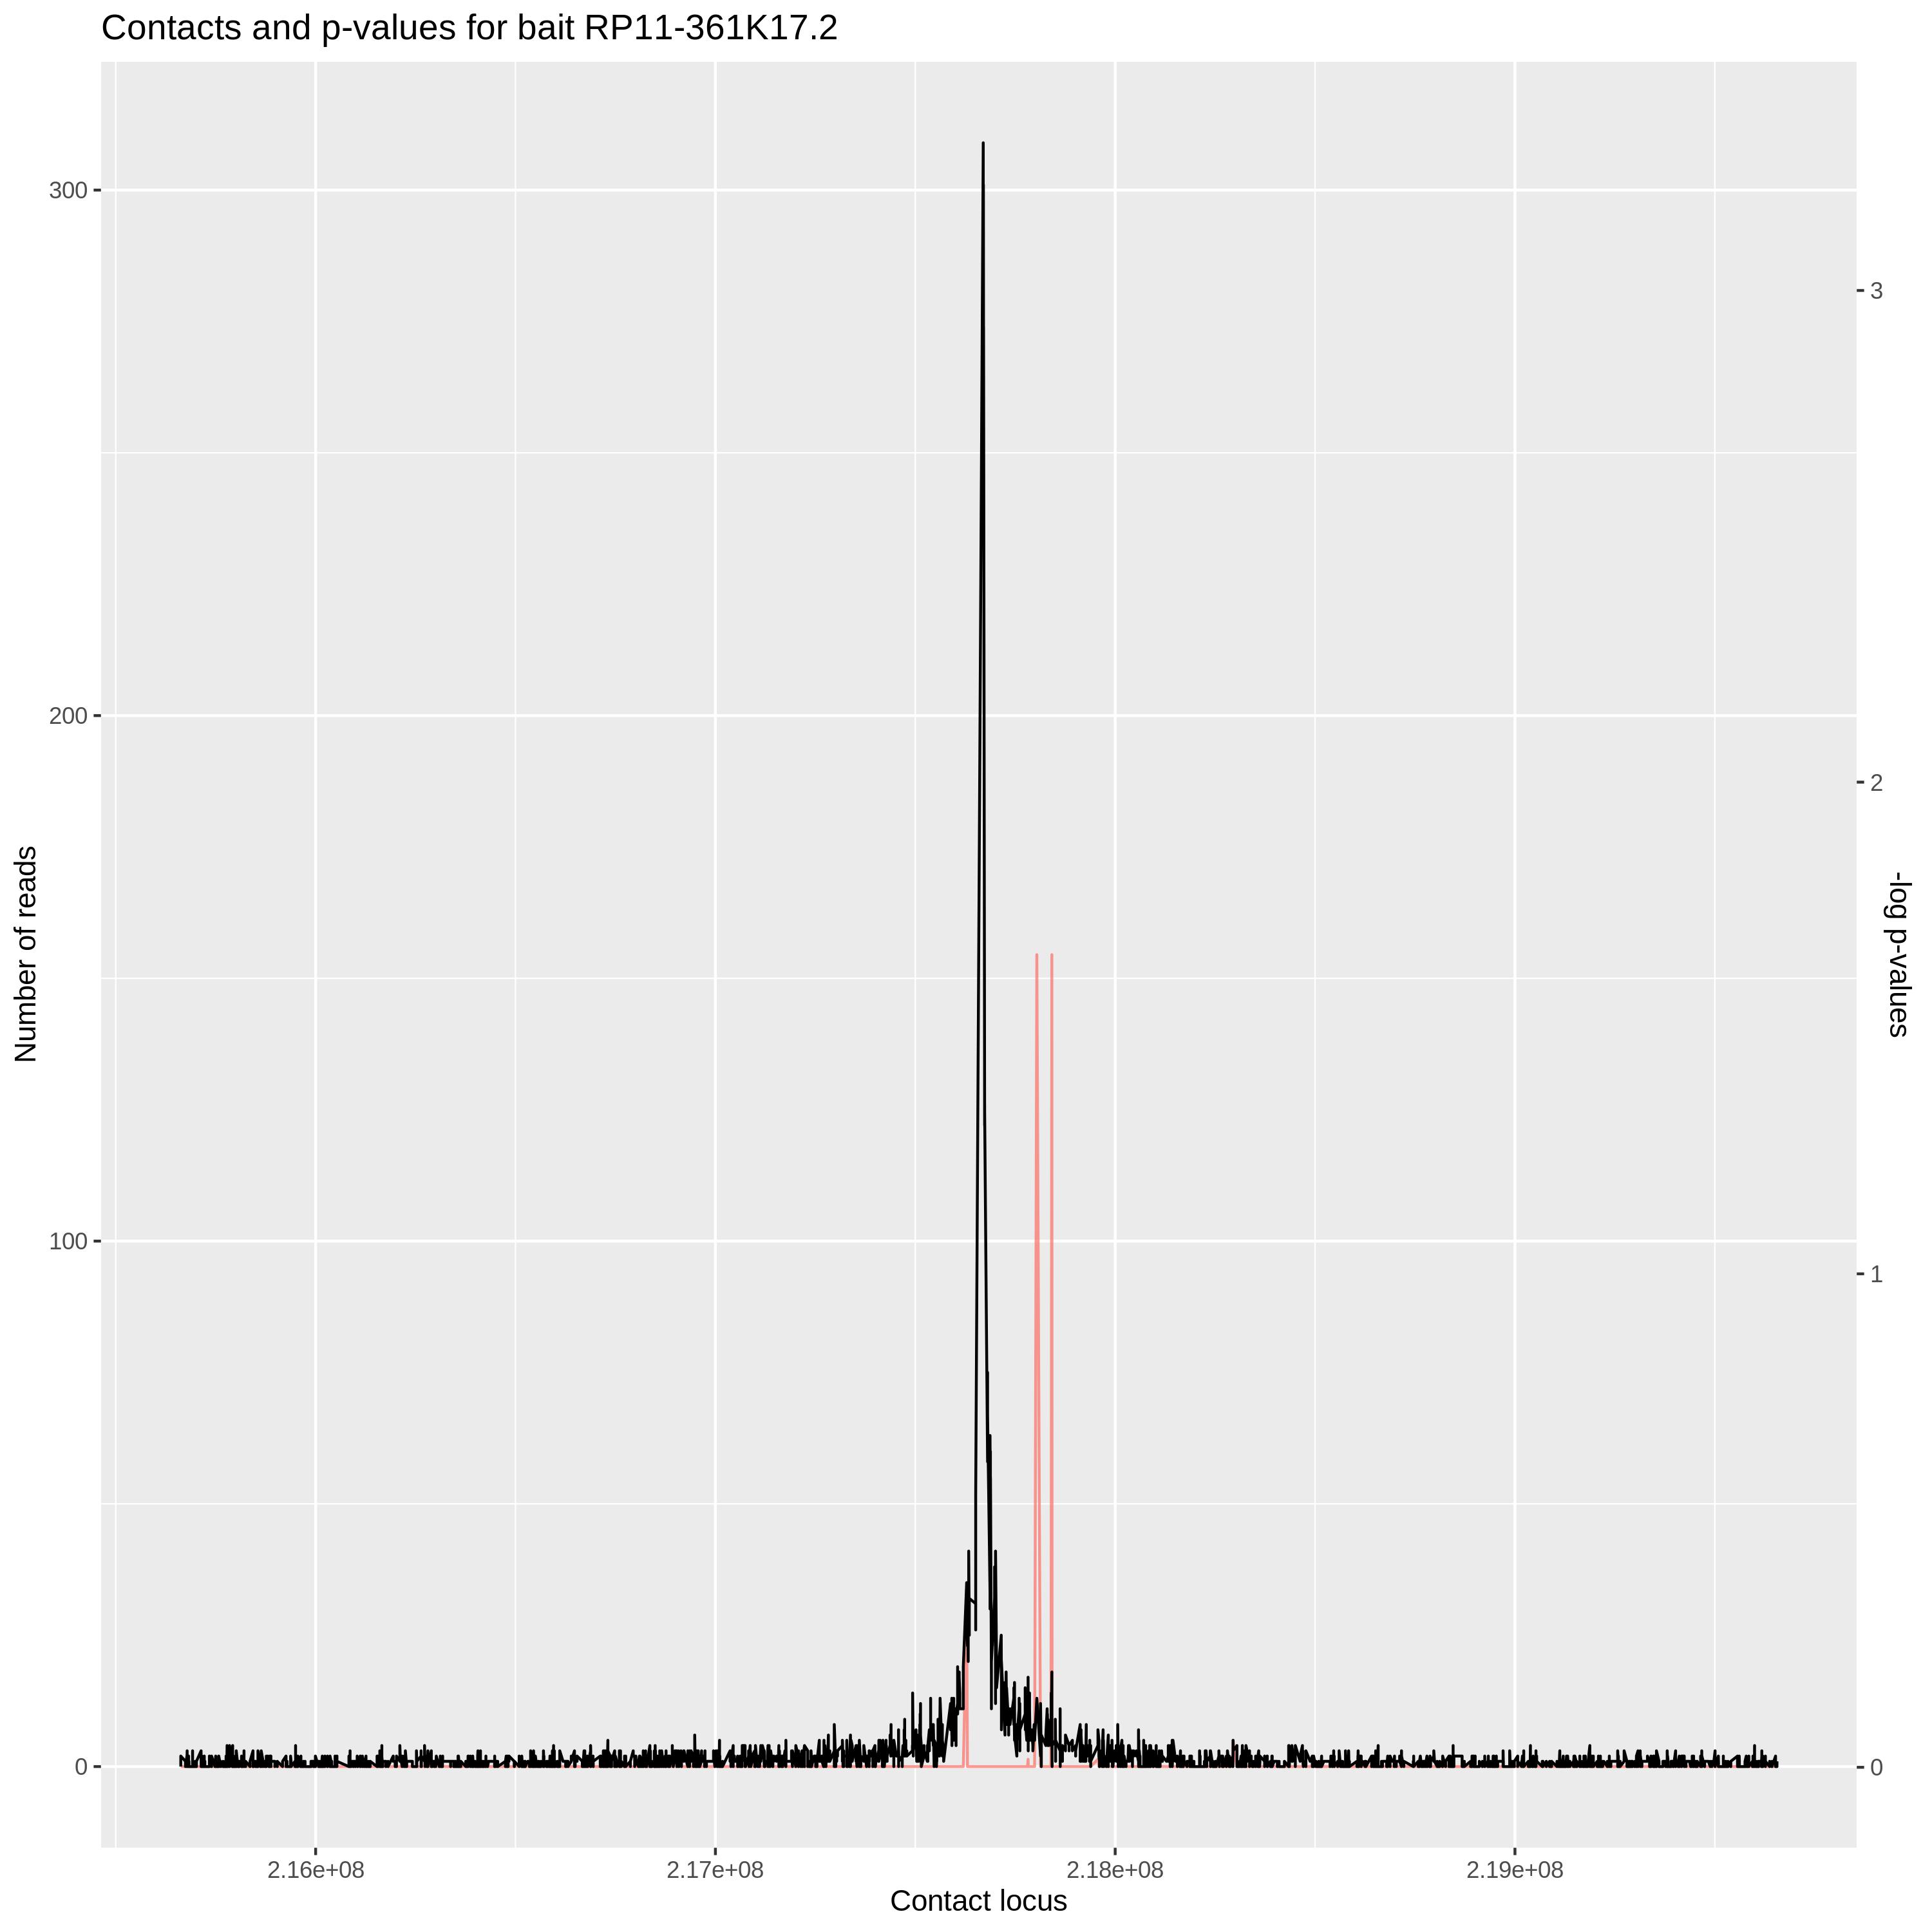 Contacts and p-values for bait RP11-361K17.2
300
200
100
0
Number of reads
3
2
1
0
-log p-values
2.16e+08
2.17e+08
2.18e+08
2.19e+08
Contact locus